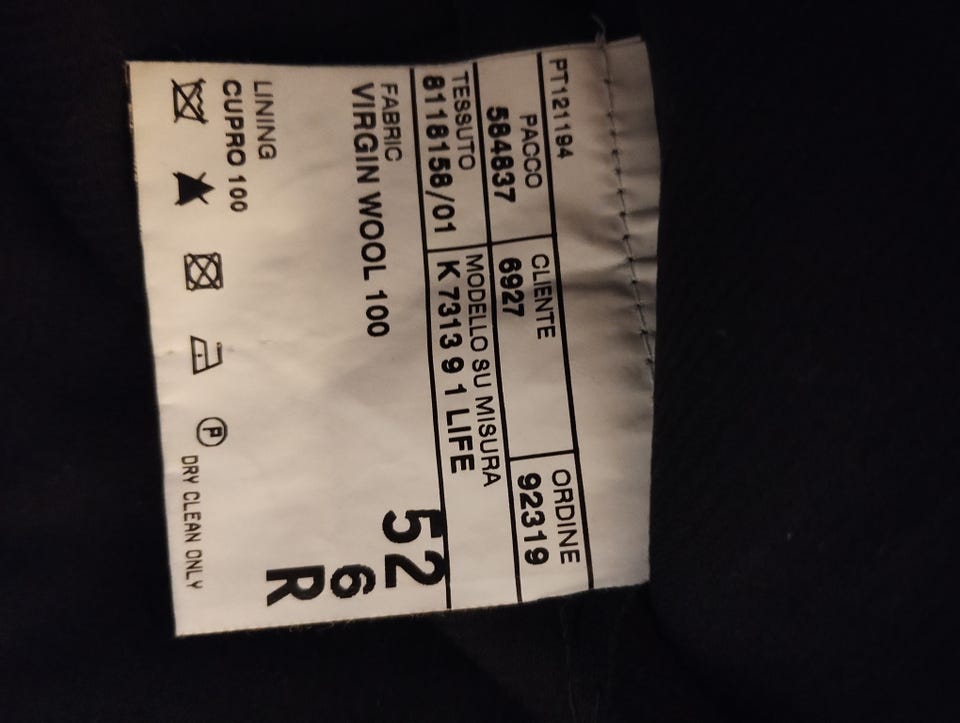 PT121194
PACCO CLIENTE ORDINE
584837 6927 92319
TESSUTO MODELLO SU MISURA
8118158/01 K 7313 9 1 LIFE
FABRIC
VIRGIN WOOL 100
52
6
R
LINING
CUPRO 100
P
DRY CLEAN ONLY